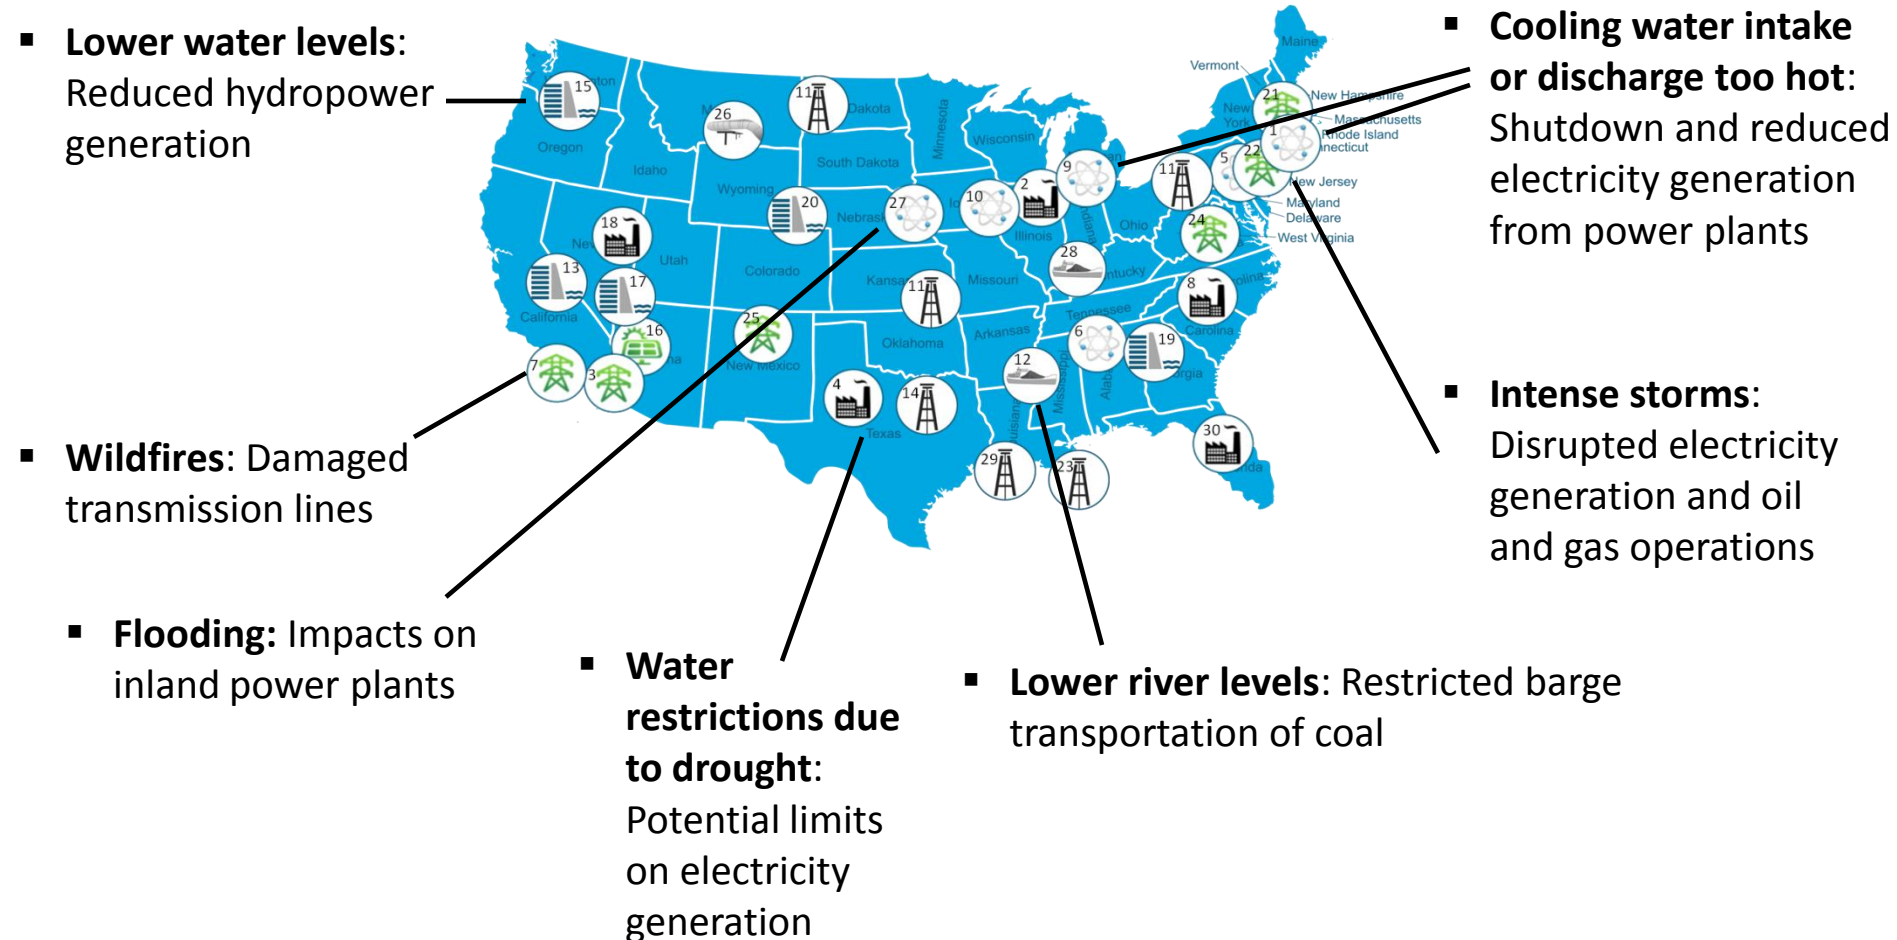 ▪ Lower water levels:
Reduced hydropower
generation
▪ Wildfires: Damaged
transmission lines
▪ Flooding: Impacts on
inland power plants
▪ Water
restrictions due
to drought:
Potential limits
on electricity
generation
▪ Lower river levels: Restricted barge
transportation of coal
▪ Cooling water intake
or discharge too hot:
Shutdown and reduced
electricity generation
from power plants
▪ Intense storms:
Disrupted electricity
generation and oil
and gas operations
Maine
Vermont
New Hampshire
New
York
Massachusetts
Rhode Island
New Jersey
Maryland
Delaware
West Virginia
Dakota
Minnesota
Wisconsin
Oregon
Idaho
South Dakota
Wyoming
Ohio
Illinois
Utah
Colorado
Missouri
California
Tennessee
Arkansas
Oklahoma
Carolina
New Mexico
Texas
Mississippi
15
26
11
21
1
9
5
22
11
2
10
27
20
18
24
28
13
17
11
8
25
16
6
19
7
3
12
4
14
30
29
23